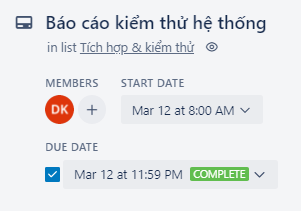 Báo cáo kiểm thử hệ thống
in list Tích hợp & kiểm thử
MEMBERS START DATE
DK + Mar 12 at 8:00 AM
DUE DATE
Mar 12 at 11:59 PM COMPLETE